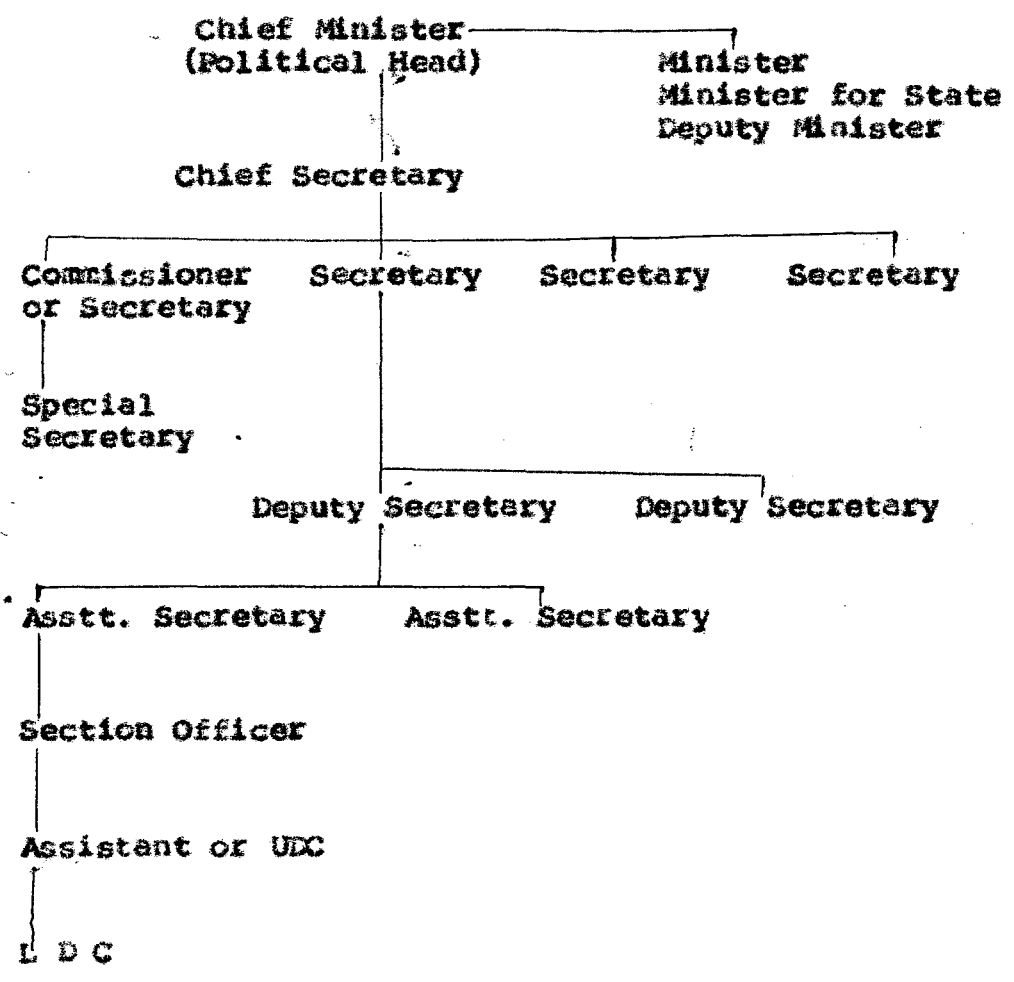 Chief Minister
(Political Head)
Minister
Minister for State
Deputy Minister
Chief Secretary
Commissioner
or Secretary
Secretary
Secretary
Secretary
Special
Secretary
Deputy Secretary
Deputy Secretary
Asstt. Secretary
Asstt. Secretary
Section Officer
Assistant or UDC
L D C